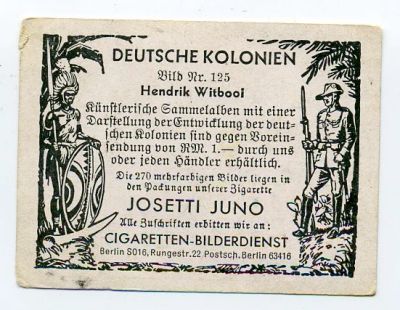 DEUTSCHE KOLONIEN
Bild Nr. 125
Hendrik Witbooi
Künstlerische Sammelalben mit einer
Darstellung der Entwicklung der deut-
schen Kolonien sind gegen Vorein-
sendung von RM. 1.— durch uns
oder jeden Händler erhältlich.
Die 270 mehrfarbigen Bilder liegen in
den Packungen unserer Zigarette
JOSETTI JUNO
Alle Zuschriften erbitten wir an:
CIGARETTEN-BILDERDIENST
Berlin SO16, Rungestr. 22. Postsch. Berlin 63416